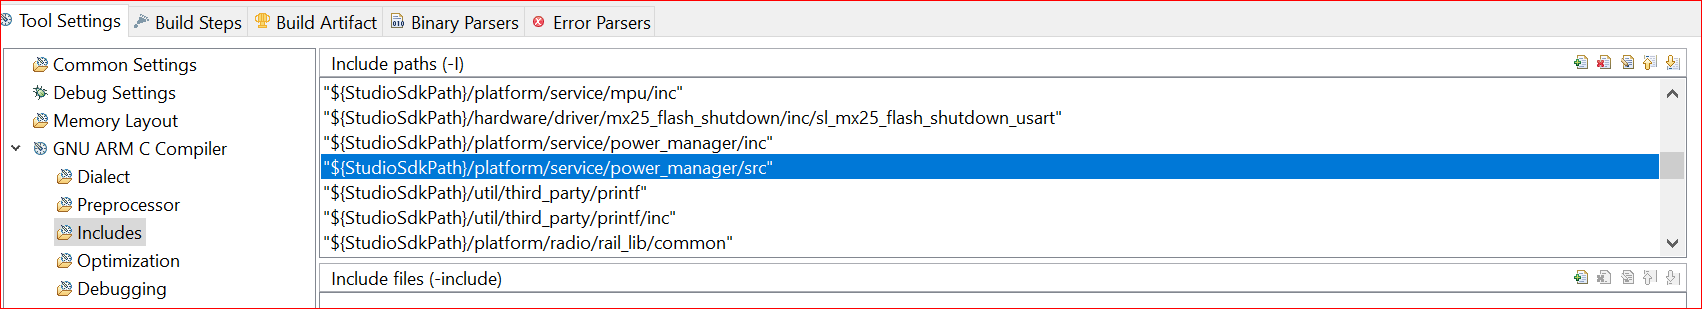 Tool Settings Build Steps Build Artifact Binary Parsers Error Parsers
Common Settings
Debug Settings
Memory Layout
GNU ARM C Compiler
Dialect
Preprocessor
Includes
Optimization
Debugging
Include paths (-I)
"${StudioSdkPath}/platform/service/mpu/inc"
"${StudioSdkPath}/hardware/driver/mx25_flash_shutdown/inc/sl_mx25_flash_shutdown_usart"
"${StudioSdkPath}/platform/service/power_manager/inc"
"${StudioSdkPath}/platform/service/power_manager/src"
"${StudioSdkPath}/util/third_party/printf"
"${StudioSdkPath}/util/third_party/printf/inc"
"${StudioSdkPath}/platform/radio/rail_lib/common"
Include files (-include)